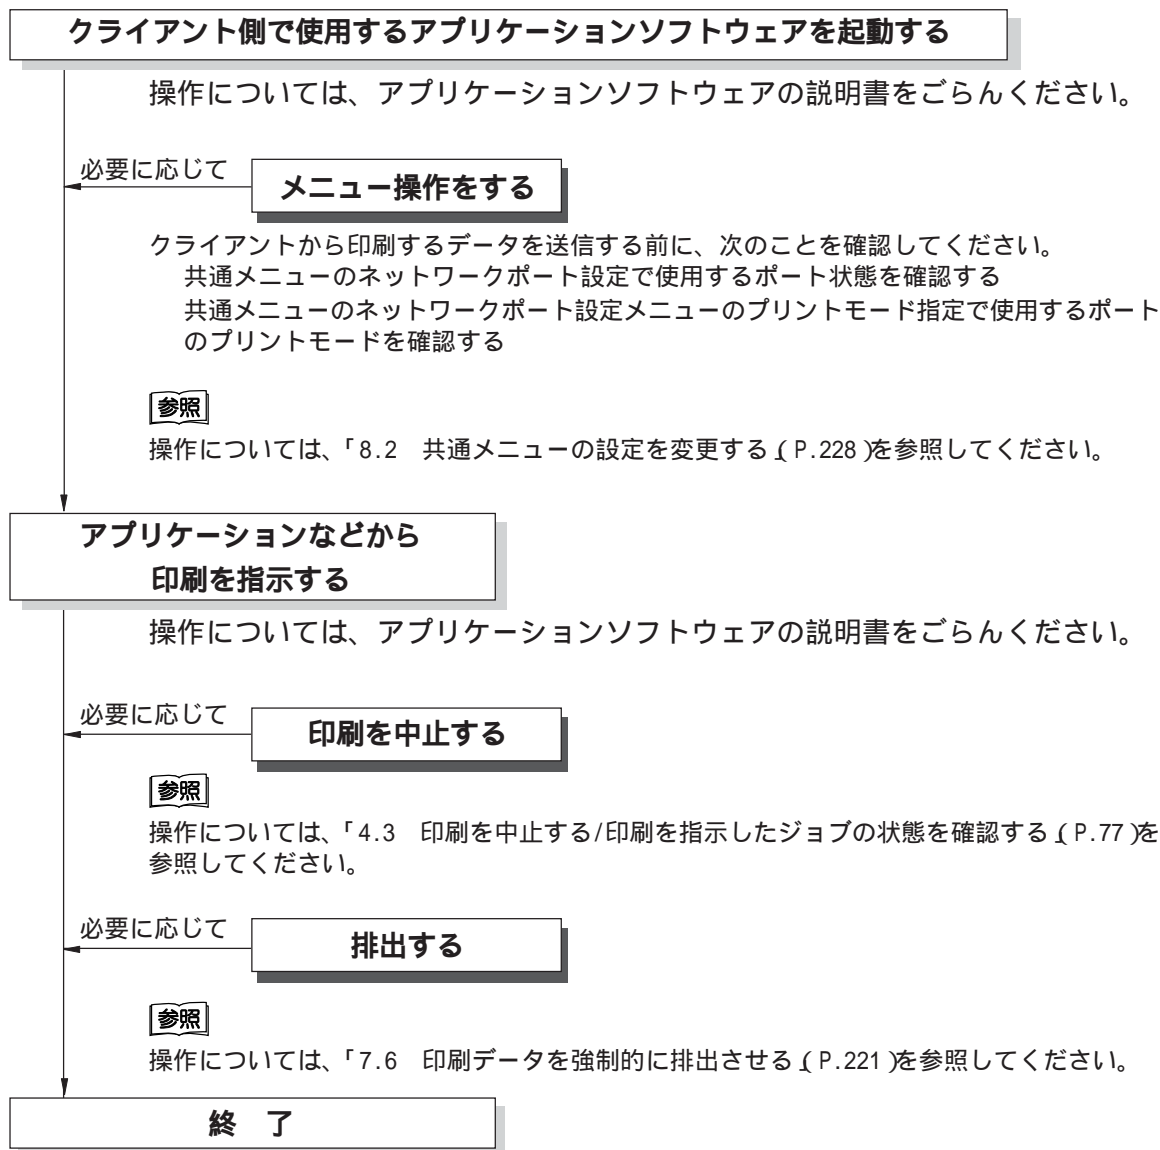 クライアント側で使用するアプリケーションソフトウェアを起動する
操作については、アプリケーションソフトウェアの説明書をごらんください。
必要に応じて
メニュー操作をする
クライアントから印刷するデータを送信する前に、次のことを確認してください。
共通メニューのネットワークポート設定で使用するポート状態を確認する
共通メニューのネットワークポート設定メニューのプリントモード指定で使用するポート
のプリントモードを確認する
参照
操作については、「8.2 共通メニューの設定を変更する(P.228)を参照してください。
アプリケーションなどから
印刷を指示する
操作については、アプリケーションソフトウェアの説明書をごらんください。
必要に応じて
印刷を中止する
参照
操作については、「4.3 印刷を中止する/印刷を指示したジョブの状態を確認する(P.77)を
参照してください。
必要に応じて
排出する
参照
操作については、「7.6 印刷データを強制的に排出させる(P.221)を参照してください。
終 了